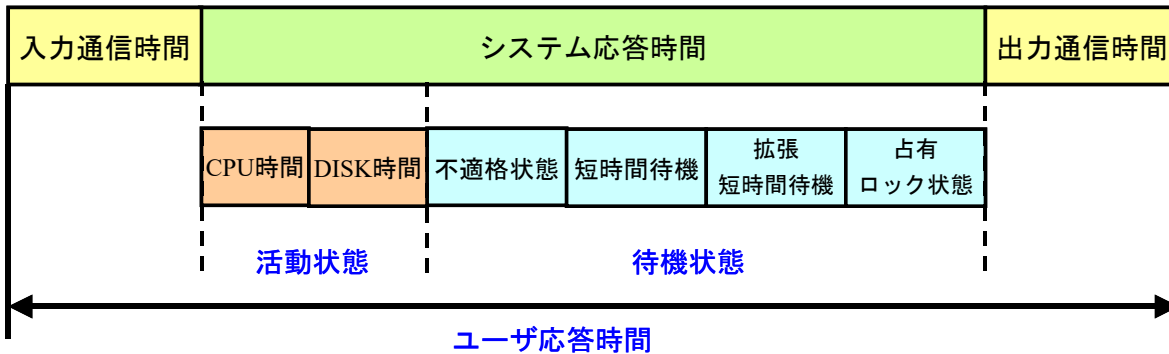 入力通信時間
システム応答時間
出力通信時間
CPU時間
DISK時間
不適格状態
短時間待機
拡張
短時間待機
占有
ロック状態
活動状態
待機状態
ユーザ応答時間